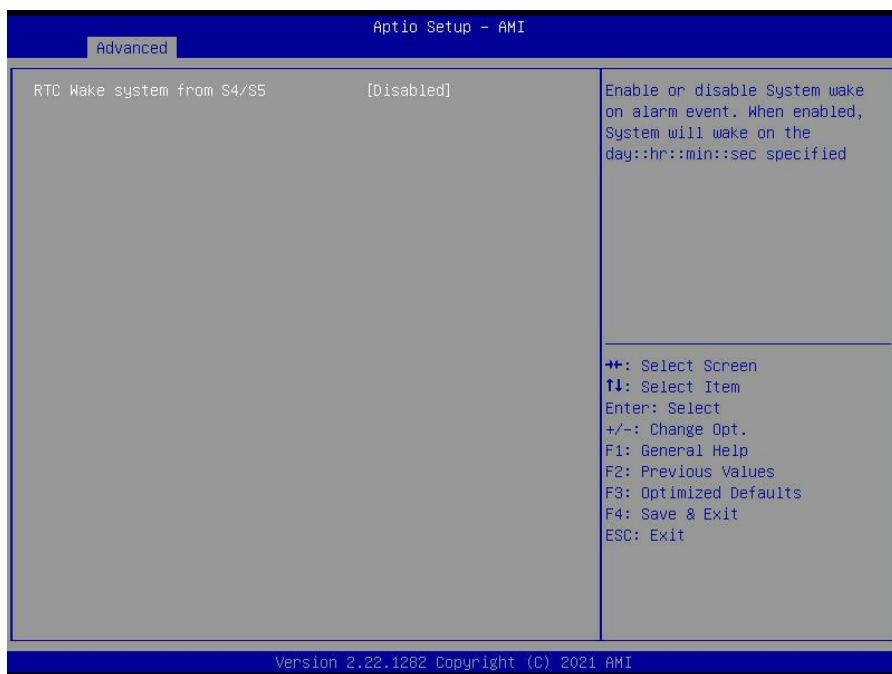 Aptio Setup – AMI
Advanced
RTC Wake system from S4/S5 [Disabled]
Enable or disable System wake
on alarm event. When enabled,
System will wake on the
day::hr::min::sec specified
→←: Select Screen
↑↓: Select Item
Enter: Select
+/-: Change Opt.
F1: General Help
F2: Previous Values
F3: Optimized Defaults
F4: Save & Exit
ESC: Exit
Version 2.22.1282 Copyright (C) 2021 AMI